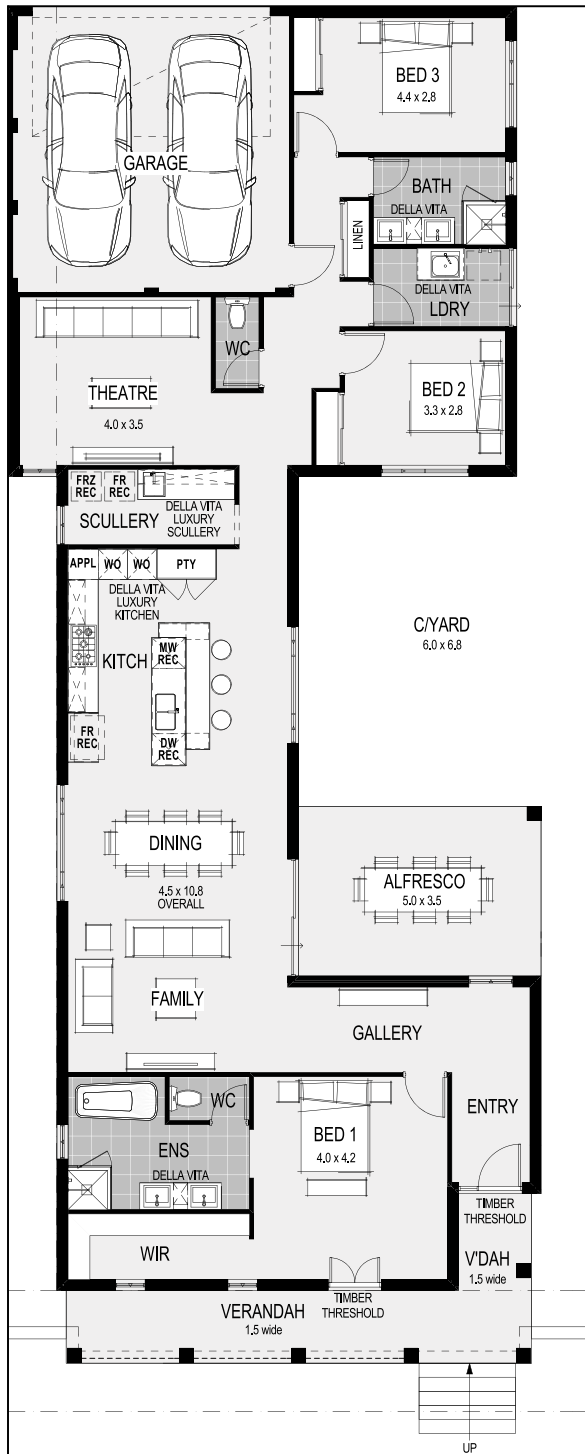 BED 3
4.4 x 2.8
GARAGE
BATH
DELLA VITA
LINEN
DELLA VITA
LDRY
WC
THEATRE
4.0 x 3.5
BED 2
3.3 x 2.8
FRZ
REC
FR
REC
DELLA VITA
LUXURY
SCULLERY
SCULLERY
APPL
WO
WO
PTY
DELLA VITA
LUXURY
KITCHEN
C/YARD
6.0 x 6.8
KITCH
MW
REC
FR
REC
DW
REC
DINING
4.5 x 10.8
OVERALL
ALFRESCO
5.0 x 3.5
FAMILY
GALLERY
WC
ENTRY
BED 1
4.0 x 4.2
ENS
DELLA VITA
TIMBER
THRESHOLD
WIR
V'DAH
1.5 wide
VERANDAH
1.5 wide
TIMBER
THRESHOLD
UP